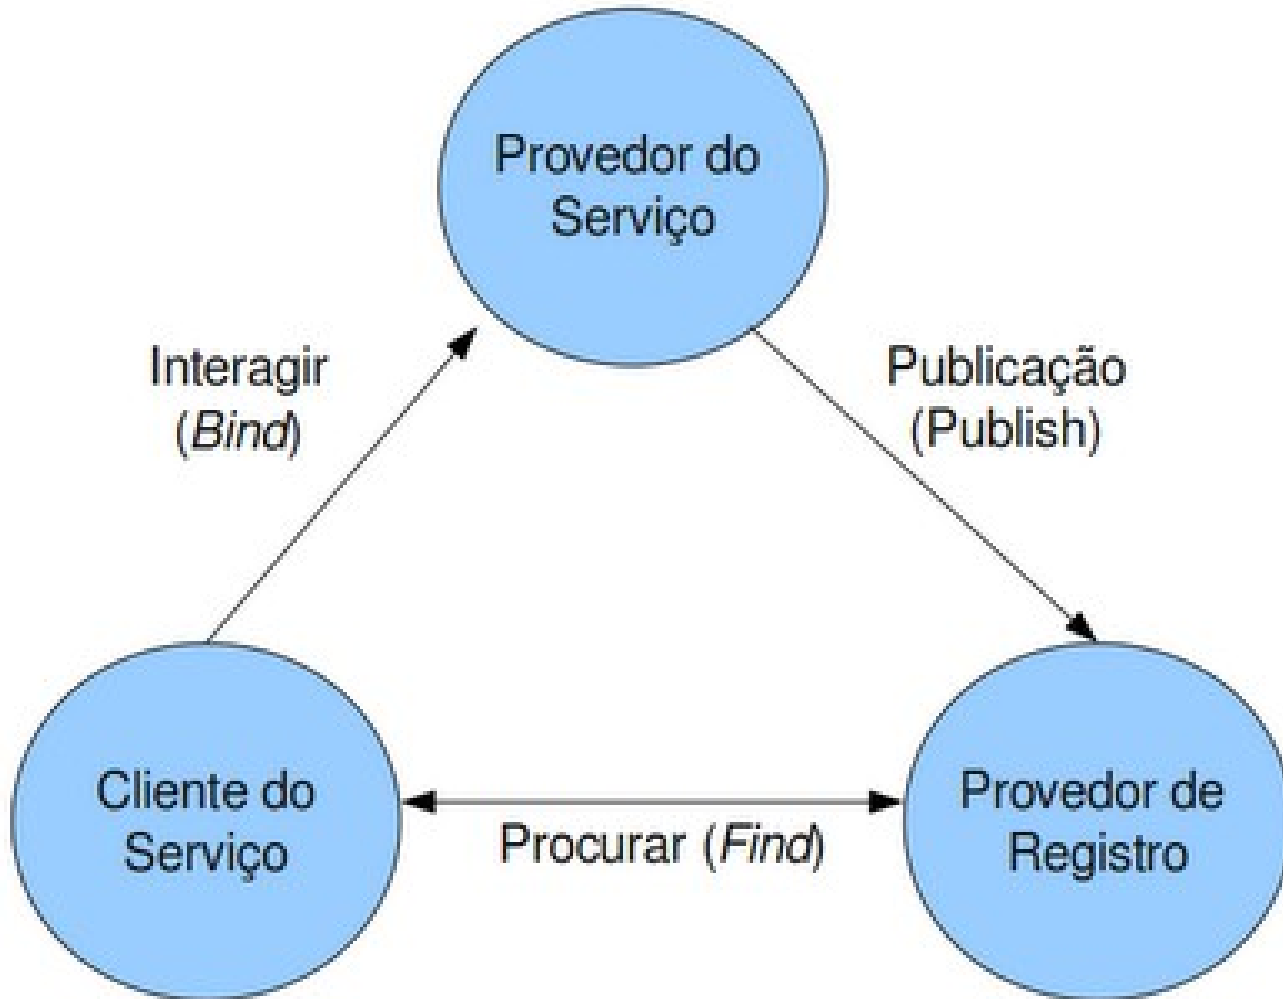 Provedor do
Serviço
Interagir
(Bind)
Publicação
(Publish)
Cliente do
Serviço
Procurar (Find)
Provedor de
Registro